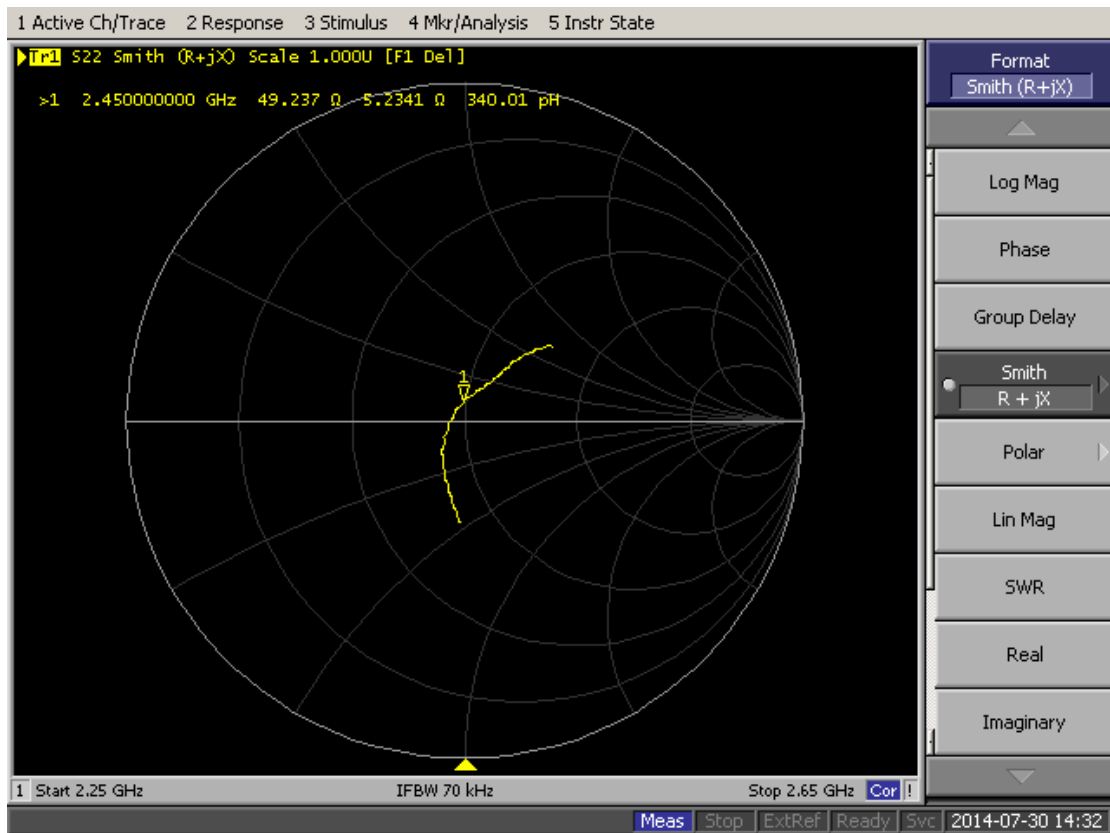 1 Active Ch/Trace 2 Response 3 Stimulus 4 Mkr/Analysis 5 Instr State
Tr1 S22 Smith (R+jX) Scale 1.000U [F1 Del]
>1 2.450000000 GHz 49.237 Ω 5.2341 Ω 340.01 pH
1
Format
Smith (R+jX)
Log Mag
Phase
Group Delay
Smith
R + jX
Polar
Lin Mag
SWR
Real
Imaginary
1 Start 2.25 GHz IFBW 70 kHz Stop 2.65 GHz Cor !
Meas Stop ExtRef Ready Svc 2014-07-30 14:32